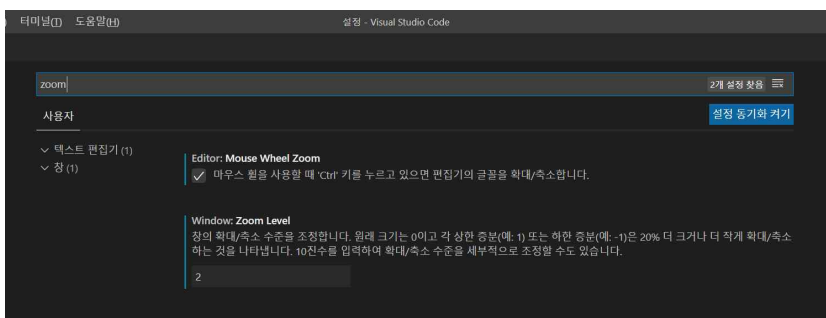 터미널(T) 도움말(H) 설정 - Visual Studio Code
zoom 2개 설정 찾음
사용자 설정 동기화 켜기
텍스트 편집기 (1)
창 (1)
Editor: Mouse Wheel Zoom
마우스 휠을 사용할 때 'Ctrl' 키를 누르고 있으면 편집기의 글꼴을 확대/축소합니다.
Window: Zoom Level
창의 확대/축소 수준을 조정합니다. 원래 크기는 0이고 각 상한 증분(예: 1) 또는 하한 증분(예: -1)은 20% 더 크거나 더 작게 확대/축소
하는 것을 나타냅니다. 10진수를 입력하여 확대/축소 수준을 세부적으로 조정할 수도 있습니다.
2